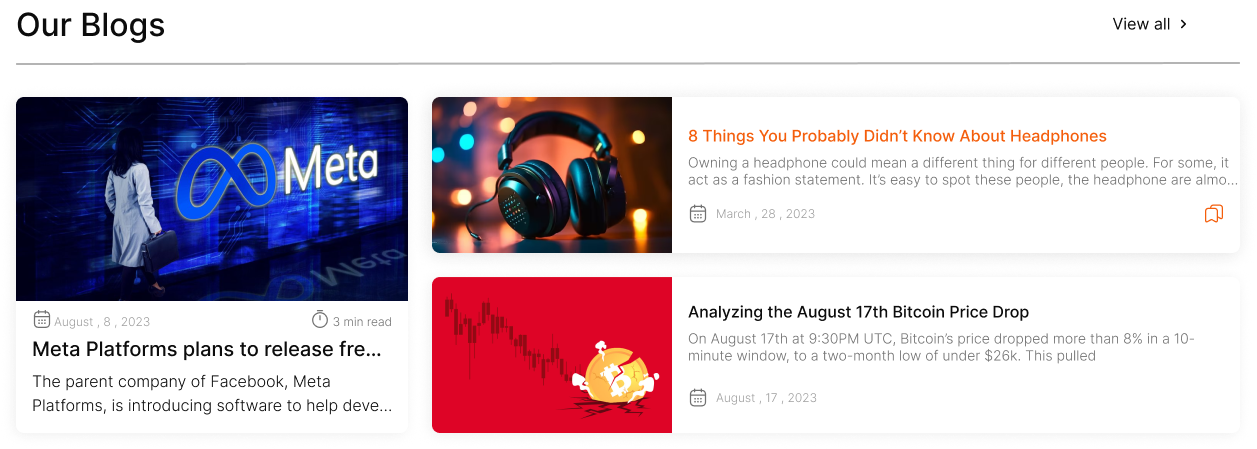 Our Blogs
View all
Meta
Meta
August , 8 , 2023
3 min read
Meta Platforms plans to release fre...
The parent company of Facebook, Meta
Platforms, is introducing software to help deve...
8 Things You Probably Didn’t Know About Headphones
Owning a headphone could mean a different thing for different people. For some, it
act as a fashion statement. It’s easy to spot these people, the headphone are almo...
March , 28 , 2023
Analyzing the August 17th Bitcoin Price Drop
On August 17th at 9:30PM UTC, Bitcoin’s price dropped more than 8% in a 10-
minute window, to a two-month low of under $26k. This pulled
August , 17 , 2023